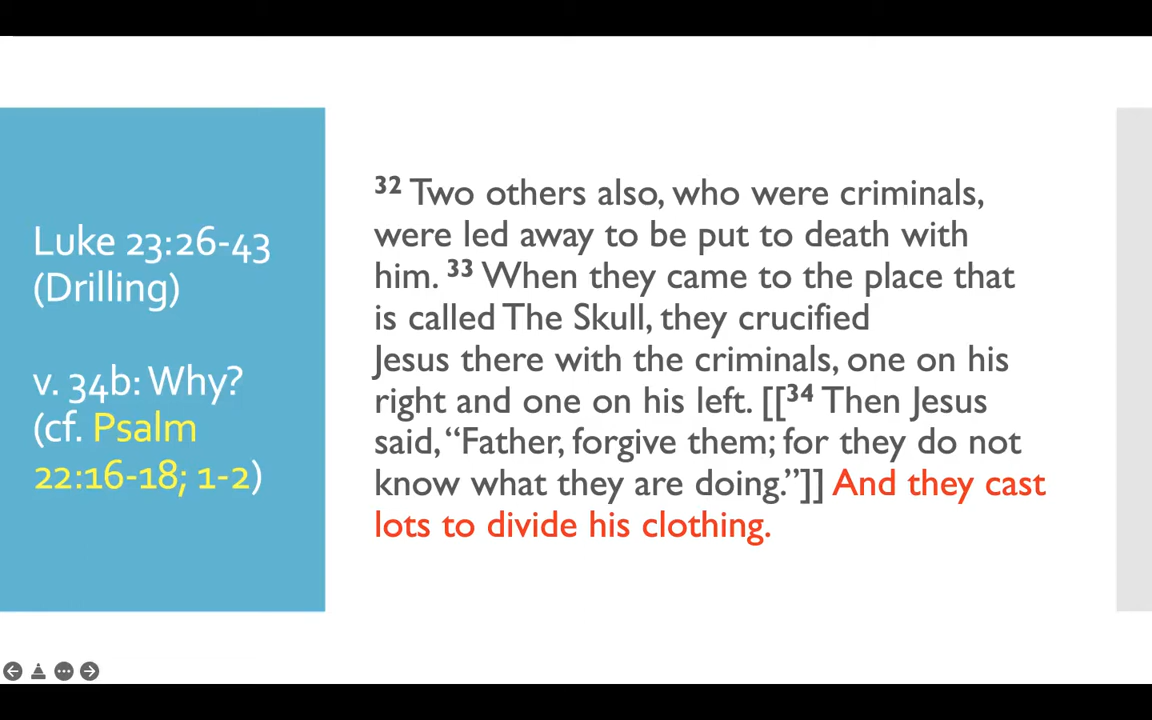 Luke 23:26-43
(Drilling)
v. 34b: Why?
(cf. Psalm
22:16-18; 1-2)
32 Two others also, who were criminals,
were led away to be put to death with
him. 33 When they came to the place that
is called The Skull, they crucified
Jesus there with the criminals, one on his
right and one on his left. [[34 Then Jesus
said, “Father, forgive them; for they do not
know what they are doing.”]] And they cast
lots to divide his clothing.